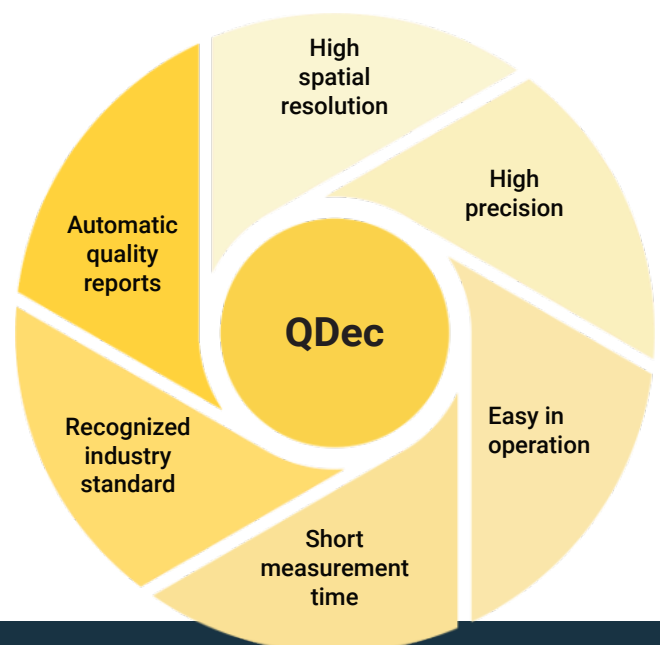 High
spatial
resolution
High
precision
Automatic
quality
reports
QDec
Easy in
operation
Recognized
industry
standard
Short
measurement
time